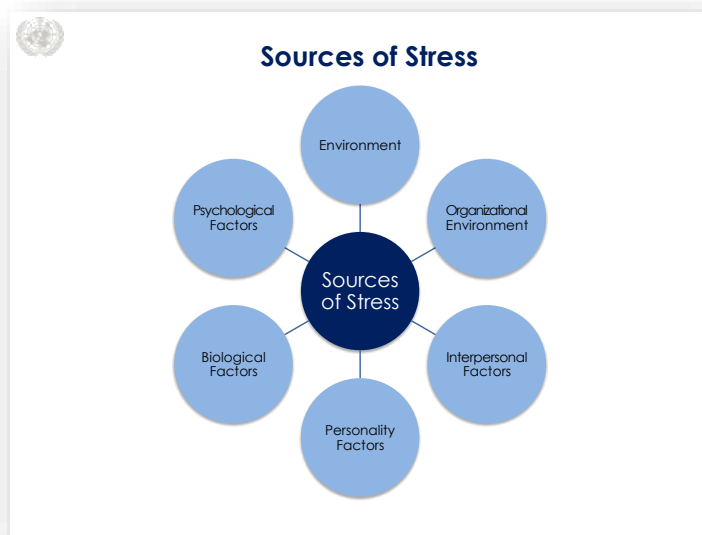 Sources of Stress
Environment
Organizational
Environment
Interpersonal
Factors
Personality
Factors
Biological
Factors
Psychological
Factors
Sources
of Stress